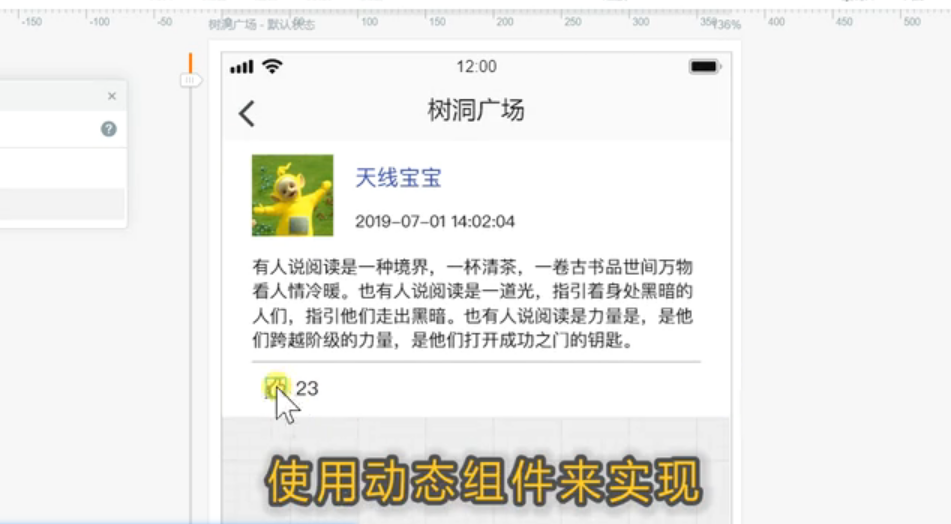 -150 -100 -50 100 150 200 250 300 350 400 450 500
树洞广场 - 默认状态
136%
12:00
树洞广场
天线宝宝
2019-07-01 14:02:04
有人说阅读是一种境界，一杯清茶，一卷古书品世间万物
看人情冷暖。也有人说阅读是一道光，指引着身处黑暗的
人们，指引他们走出黑暗。也有人说阅读是力量是，是他
们跨越阶级的力量，是他们打开成功之门的钥匙。
23
使用动态组件来实现